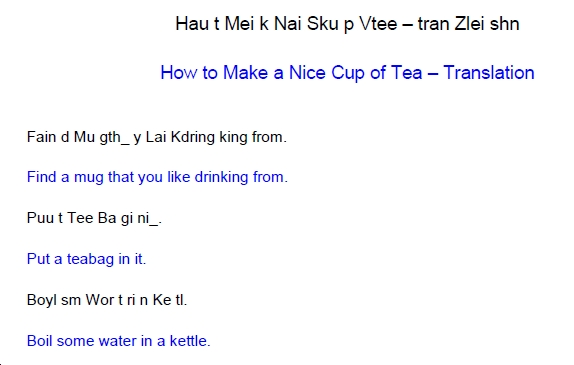 Hau t Mei k Nai Sku p Vtee – tran Zlei shn
How to Make a Nice Cup of Tea – Translation
Fain d Mu gth_ y Lai Kdring king from.
Find a mug that you like drinking from.
Puu t Tee Ba gi ni_.
Put a teabag in it.
Boyl sm Wor t ri n Ke tl.
Boil some water in a kettle.